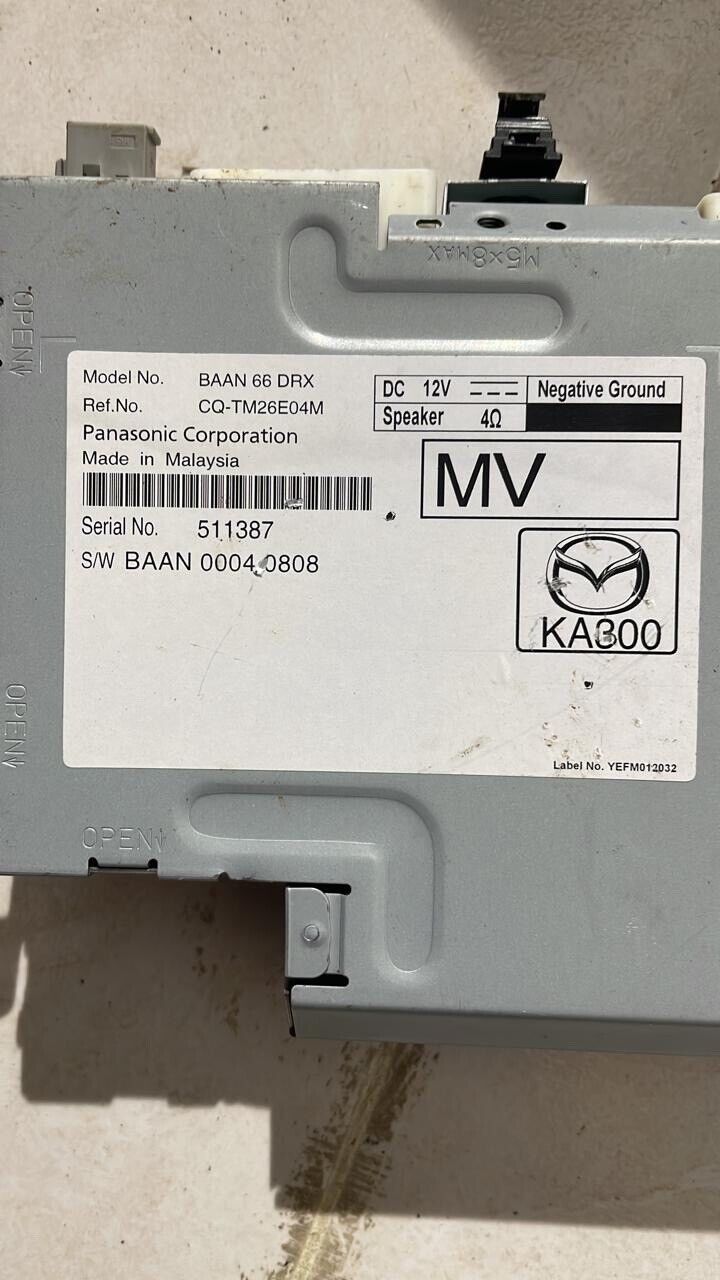 M5×8MAX
OPEN
Model No. BAAN 66 DRX
Ref.No. CQ-TM26E04M
Panasonic Corporation
Made in Malaysia
DC 12V
Negative Ground
Speaker 4Ω
MV
Serial No. 511387
S/W BAAN 0004 0808
KA300
OPEN
Label No. YEFM012032
OPEN